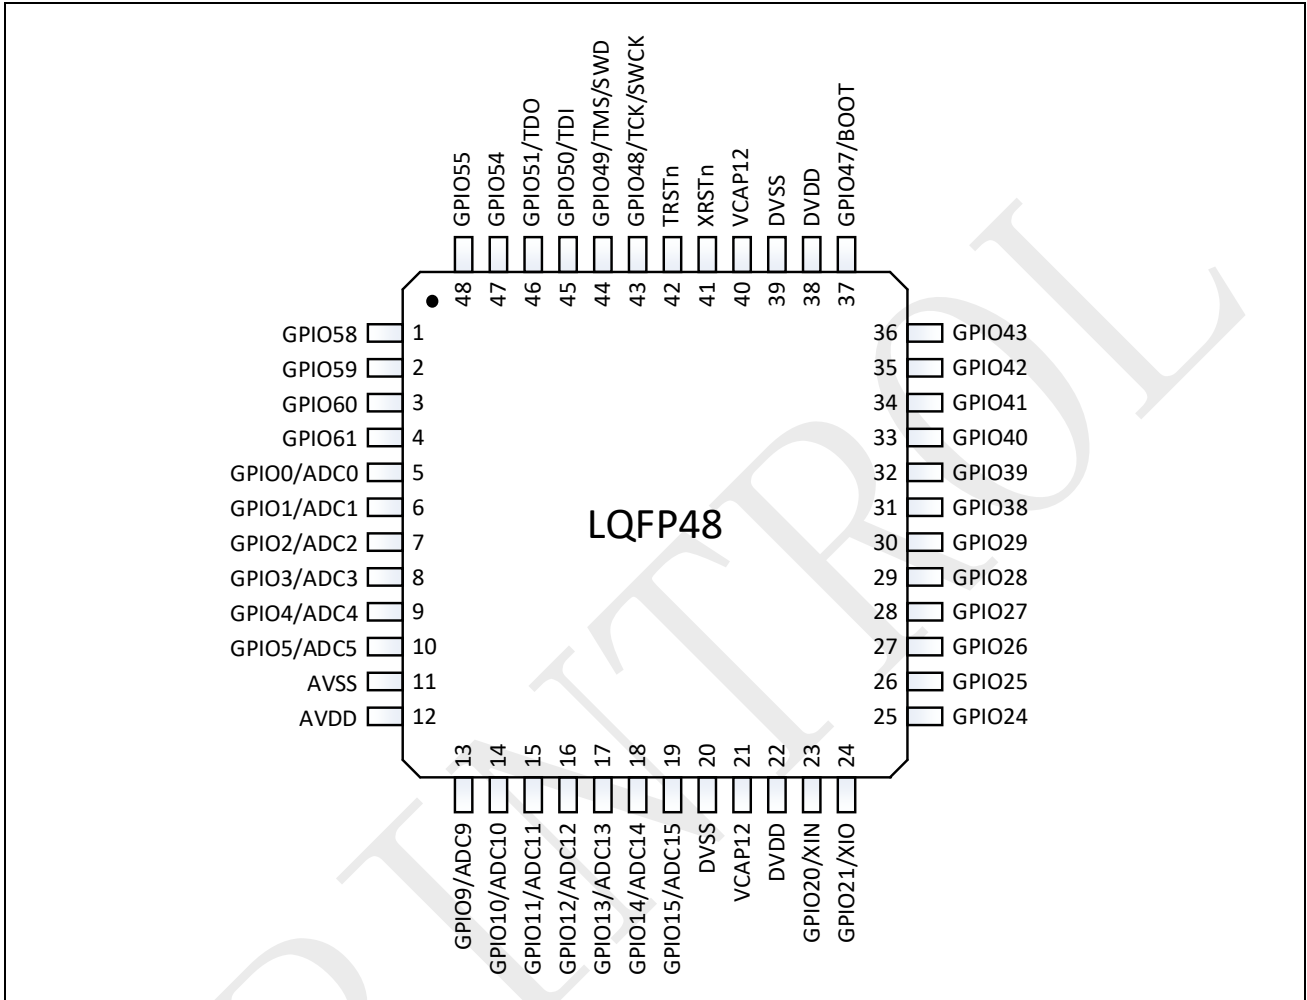 GPIO55
GPIO54
GPIO51/TDO
GPIO50/TDI
GPIO49/TMS/SWD
GPIO48/TCK/SWCK
TRSTn
XRSTn
VCAP12
DVSS
DVDD
GPIO47/BOOT
48
47
46
45
44
43
42
41
40
39
38
37
GPIO58 1
GPIO59 2
GPIO60 3
GPIO61 4
GPIO0/ADC0 5
GPIO1/ADC1 6
GPIO2/ADC2 7
GPIO3/ADC3 8
GPIO4/ADC4 9
GPIO5/ADC5 10
AVSS 11
AVDD 12
LQFP48
36 GPIO43
35 GPIO42
34 GPIO41
33 GPIO40
32 GPIO39
31 GPIO38
30 GPIO29
29 GPIO28
28 GPIO27
27 GPIO26
26 GPIO25
25 GPIO24
13
14
15
16
17
18
19
20
21
22
23
24
GPIO9/ADC9
GPIO10/ADC10
GPIO11/ADC11
GPIO12/ADC12
GPIO13/ADC13
GPIO14/ADC14
GPIO15/ADC15
DVSS
VCAP12
DVDD
GPIO20/XIN
GPIO21/XIO